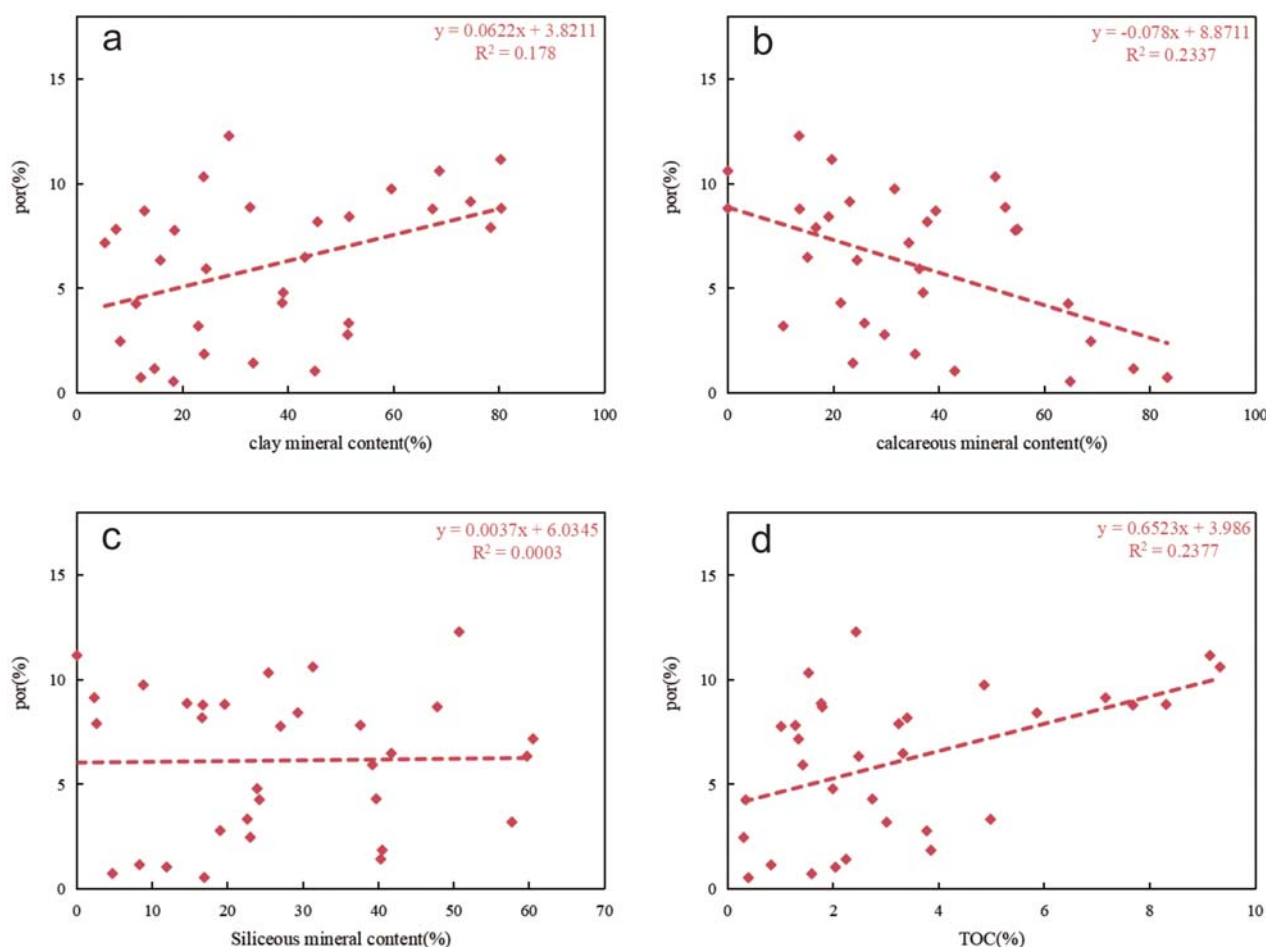 a
y = 0.0622x + 3.8211
R² = 0.178
15
10
5
0
por(%)
0 20 40 60 80 100
clay mineral content(%)
b
y = -0.078x + 8.8711
R² = 0.2337
15
10
5
0
por(%)
0 20 40 60 80 100
calcareous mineral content(%)
c
y = 0.0037x + 6.0345
R² = 0.0003
15
10
5
0
por(%)
0 10 20 30 40 50 60 70
Siliceous mineral content(%)
d
y = 0.6523x + 3.986
R² = 0.2377
15
10
5
0
por(%)
0 2 4 6 8 10
TOC(%)